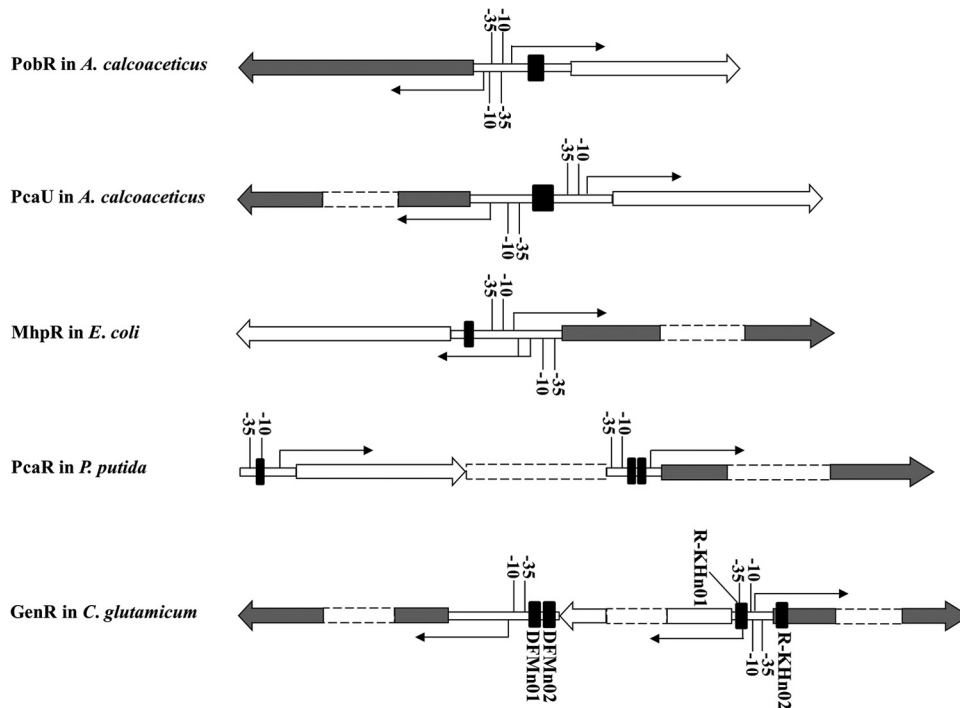 -35
-10
PobR in A. calcoaceticus
-10
-35
-35
-10
PcaU in A. calcoaceticus
-10
-35
-35
-10
MhpR in E. coli
-10
-35
-35
-10
-35
-10
PcaR in P. putida
R-KHn01
-10
-35
-35
-10
GenR in C. glutamicum
DFMn01
DFMn02
-10
-35
R-KHn02